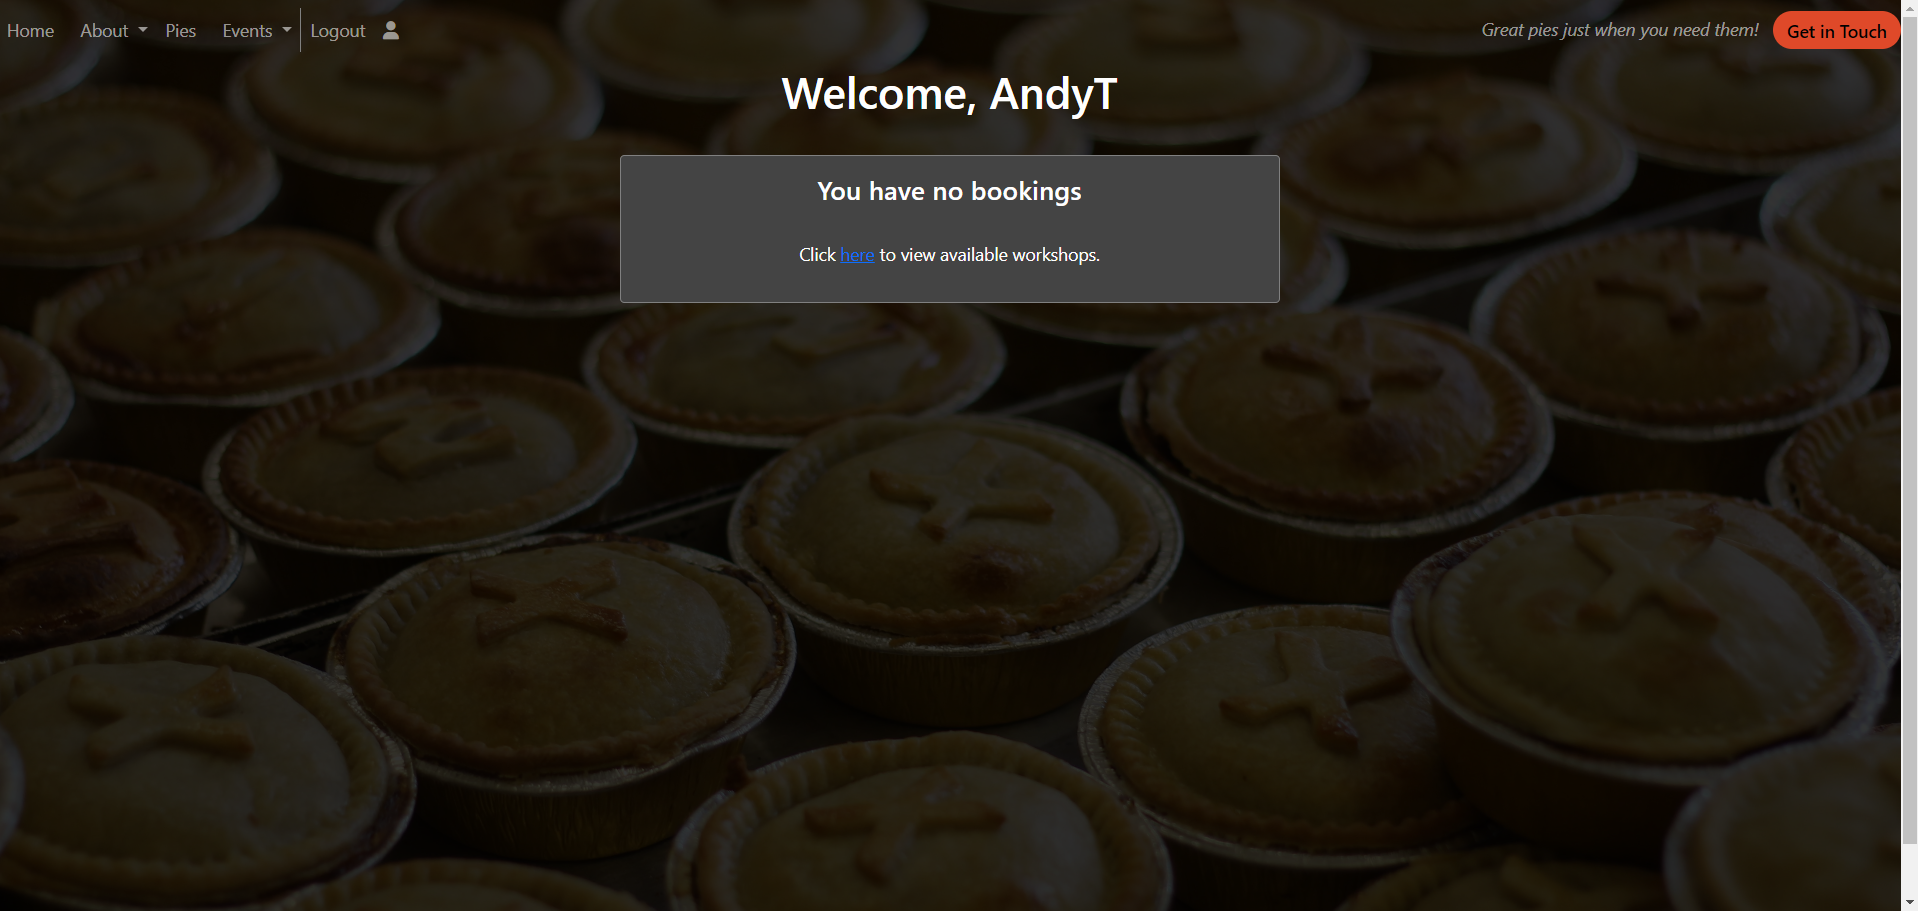 Home About Pies Events Logout Great pies just when you need them! Get in Touch
Welcome, AndyT
You have no bookings
Click here to view available workshops.